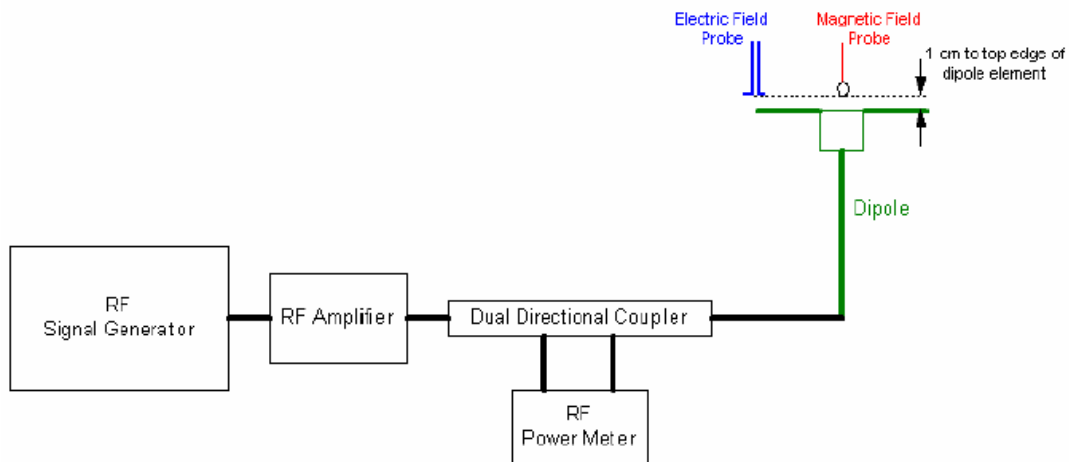 Electric Field
Probe
Magnetic Field
Probe
1 cm to top edge of
dipole element
Dipole
RF
Signal Generator
RF Amplifier
Dual Directional Coupler
RF
Power Meter